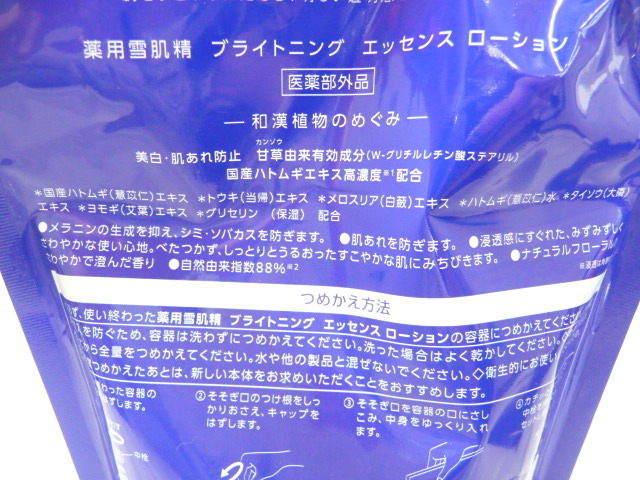 薬用雪肌精 ブライトニング エッセンス ローション
医薬部外品
和漢植物のめぐみ
カンゾウ
美白・肌あれ防止 甘草由来有効成分(W-グリチルレチン酸ステアリル)
国産ハトムギエキス高濃度※1配合
＊国産ハトムギ(薏苡仁)エキス ＊トウキ(当帰)エキス ＊メロスリア(白蘞)エキス ＊ハトムギ(薏苡仁)水 ＊タイソウ(大棗)
エキス ＊ヨモギ(艾葉)エキス ＊グリセリン (保湿) 配合
●メラニンの生成を抑え、シミ・ソバカスを防ぎます。 ●肌あれを防ぎます。 ●浸透感にすぐれた、みずみずしく
さわやかな使い心地。べたつかず、しっとりとうるおったすこやかな肌にみちびきます。 ●ナチュラルフローラル
わやかで澄んだ香り ●自然由来指数88%※2
※浸透は角
つめかえ方法
ず、使い終わった薬用雪肌精 ブライトニング エッセンス ローションの容器につめかえてください。
を防ぐため、容器は洗わずにつめかえてください。洗った場合はよく乾かしてください。
から全量をつめかえてください。水や他の製品と混ぜないでください。◇衛生的にお使い
つめかえたあとは、新しい本体をお求めいただくことをおすすめします。
わった容器の
はずします。
②そそぎ口のつけ根をしっかりおさえ、キャップをはずします。
③そそぎ口を容器の口にさしこみ、中身をゆっくり入れます。
中栓